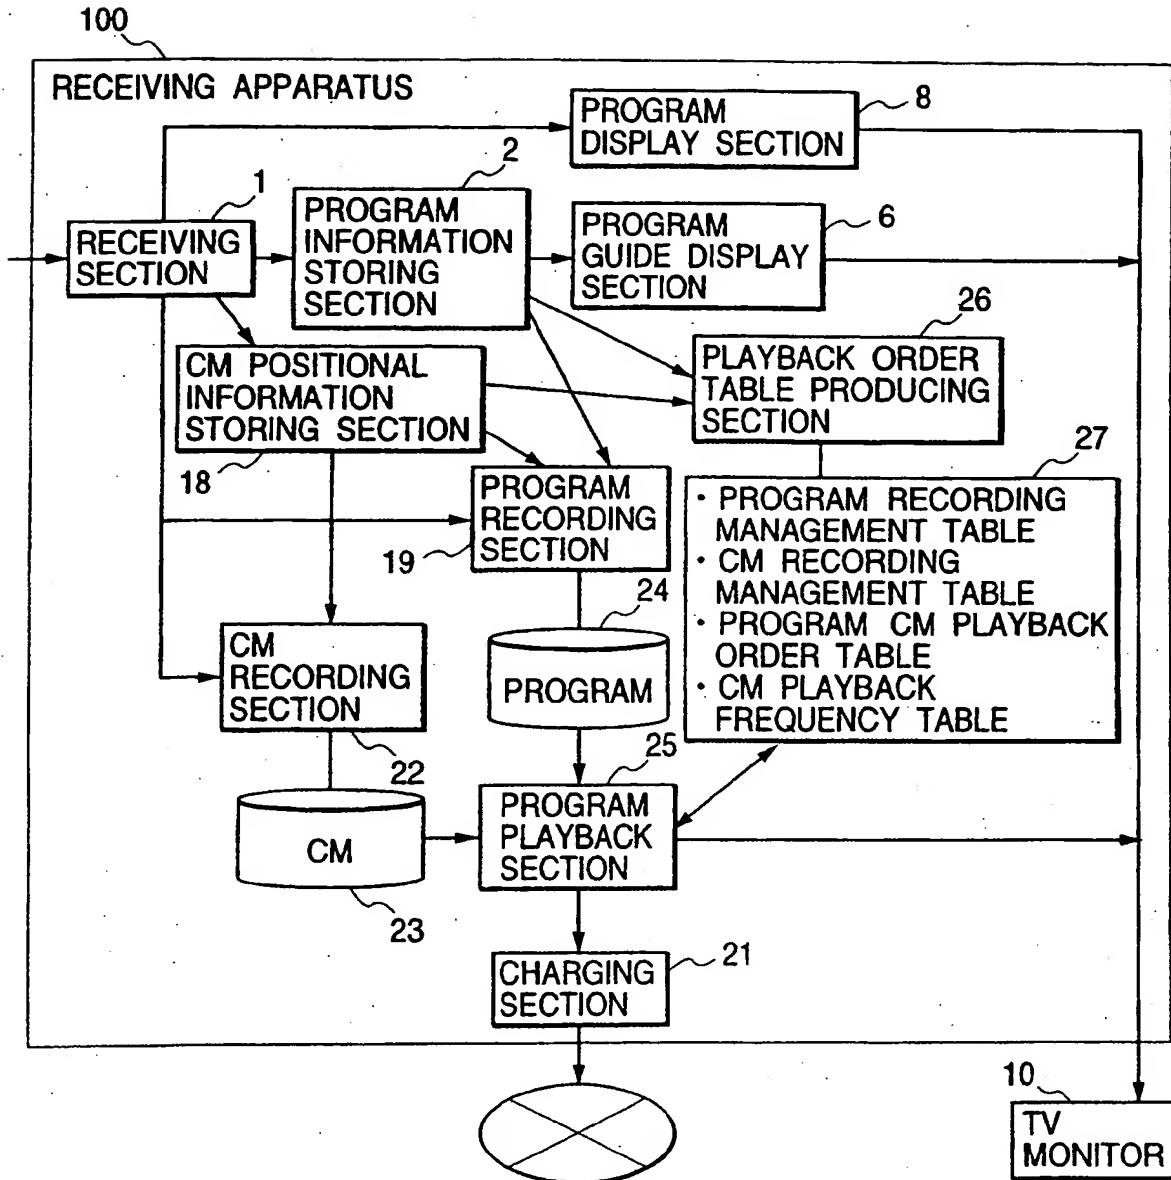 100
RECEIVING APPARATUS
8
PROGRAM
DISPLAY SECTION
2
1
PROGRAM
INFORMATION
STORING
SECTION
6
PROGRAM
GUIDE DISPLAY
SECTION
RECEIVING
SECTION
26
CM POSITIONAL
INFORMATION
STORING SECTION
18
PLAYBACK ORDER
TABLE PRODUCING
SECTION
27
PROGRAM
RECORDING
SECTION
19
· PROGRAM RECORDING
MANAGEMENT TABLE
· CM RECORDING
MANAGEMENT TABLE
· PROGRAM CM PLAYBACK
ORDER TABLE
· CM PLAYBACK
FREQUENCY TABLE
24
CM
RECORDING
SECTION
22
PROGRAM
25
CM
23
PROGRAM
PLAYBACK
SECTION
CHARGING
SECTION
21
10
TV
MONITOR